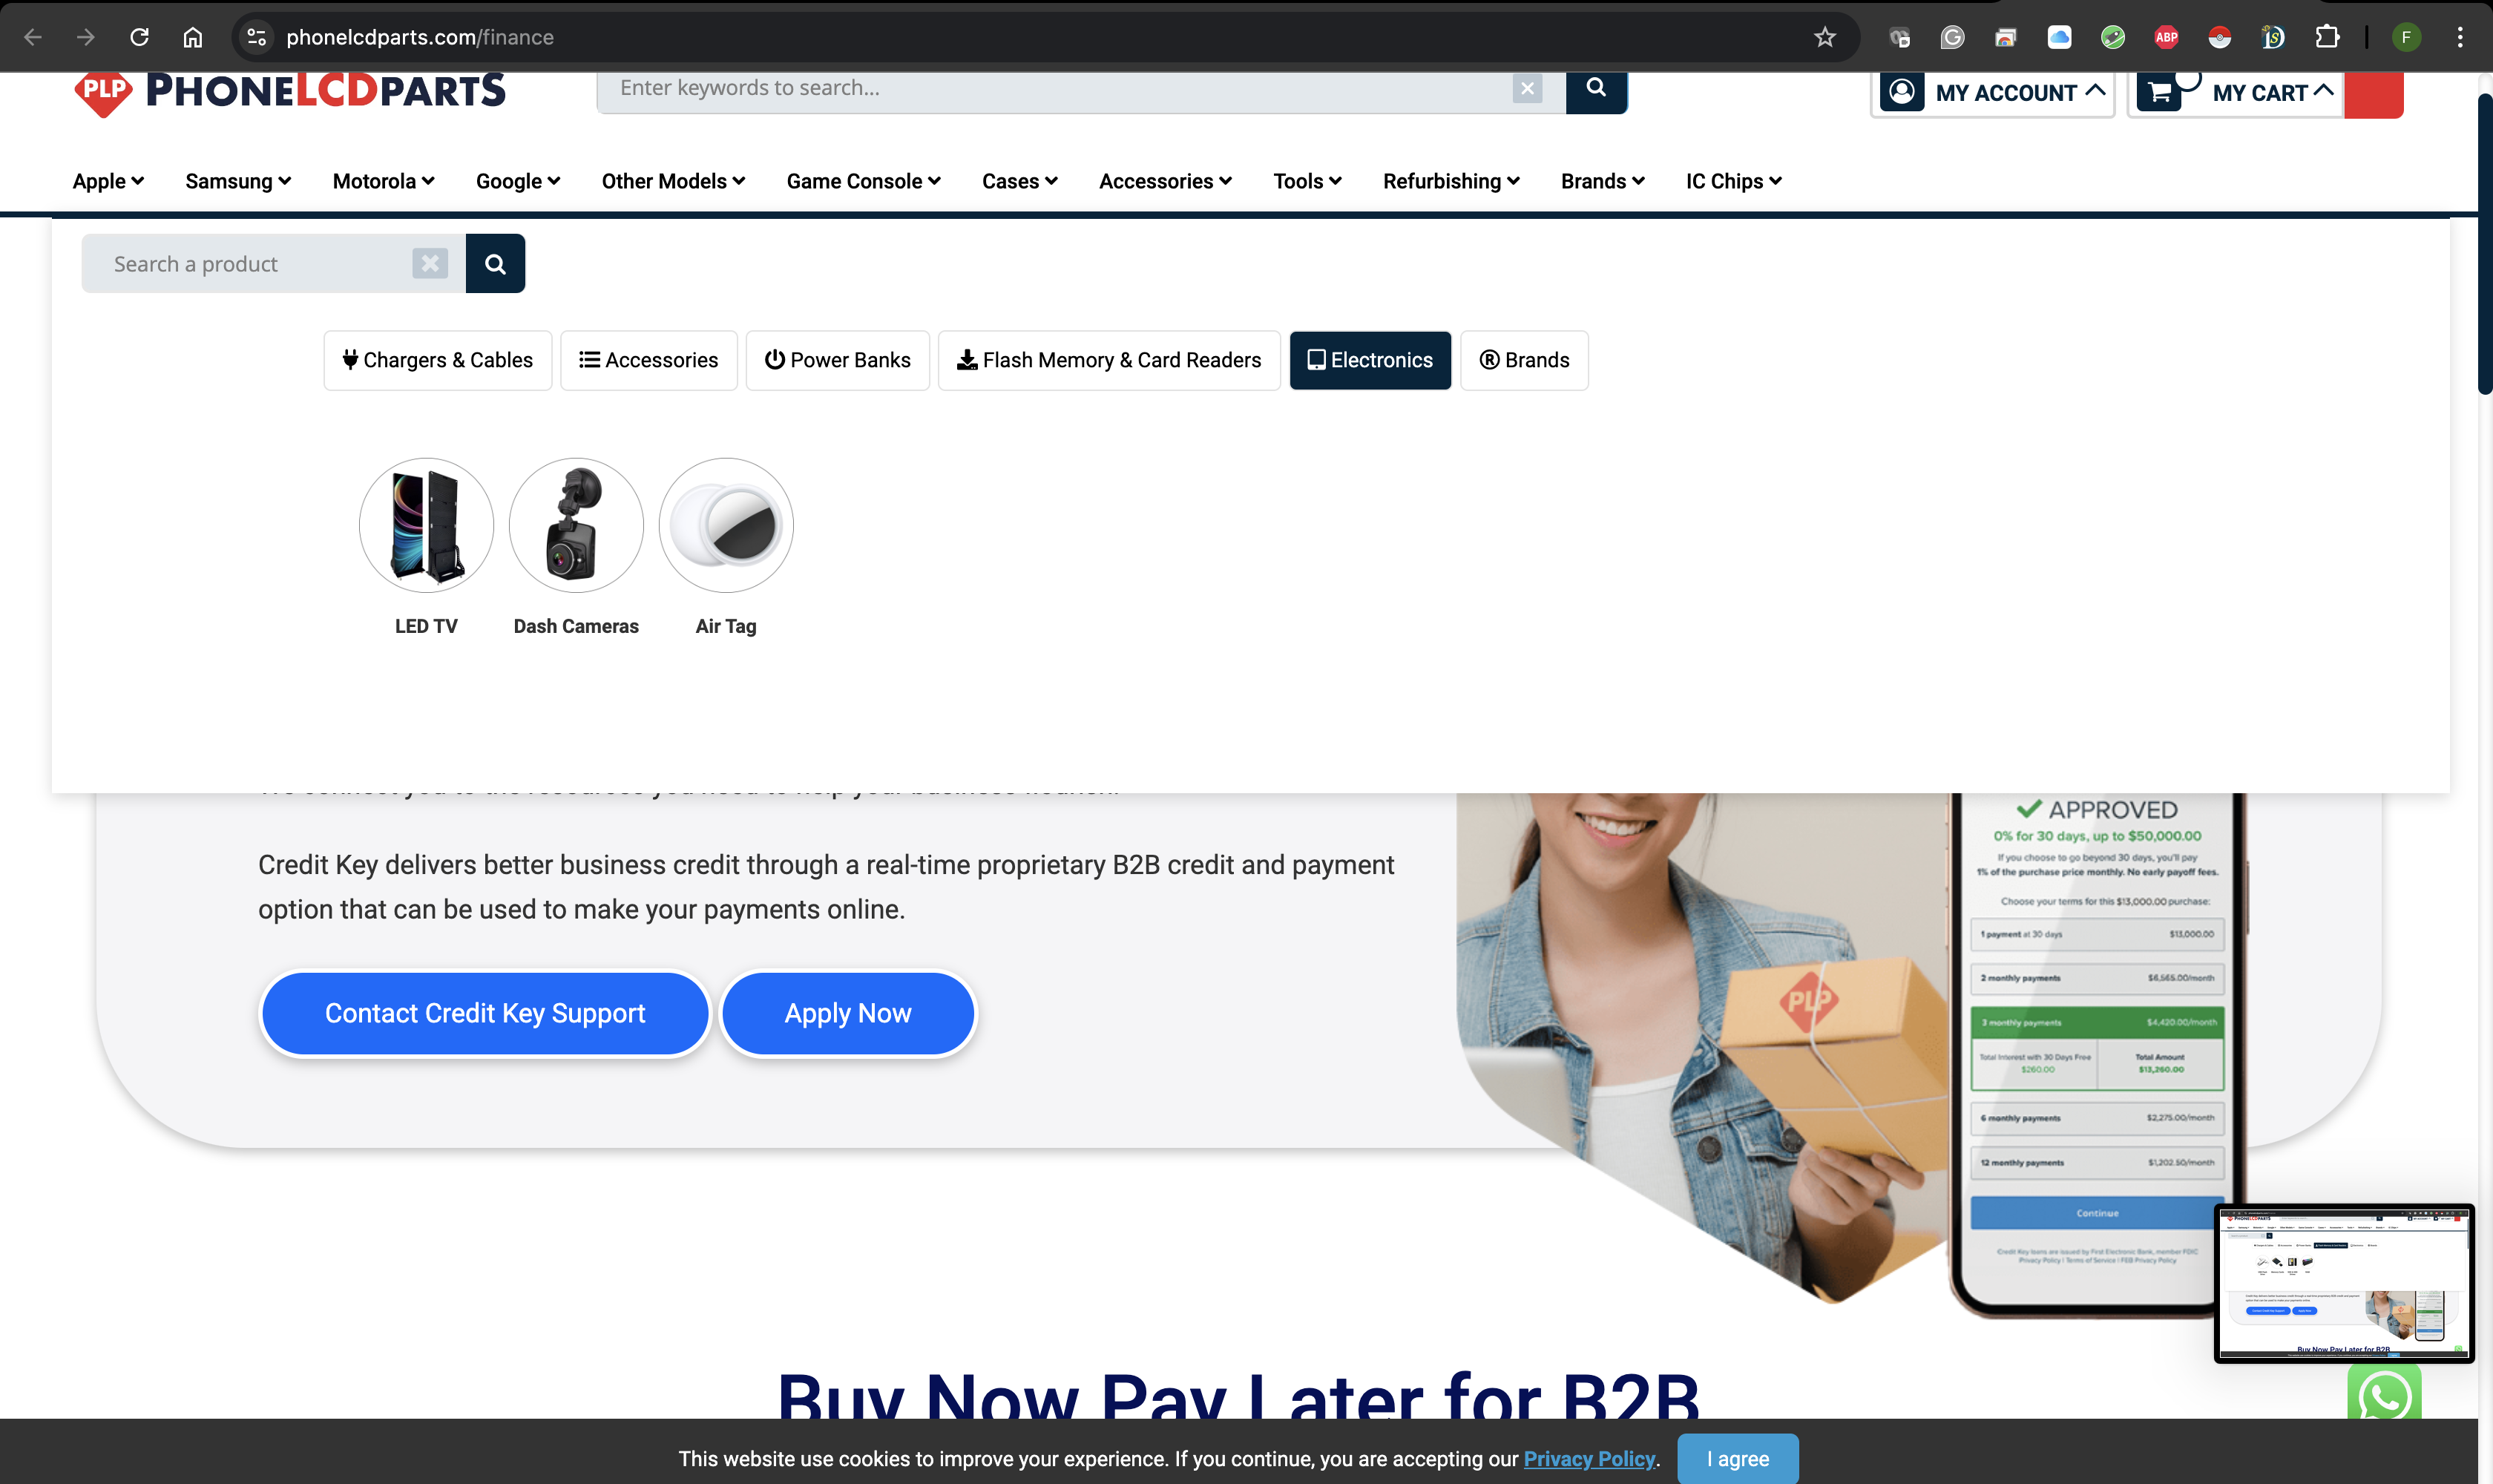 phonelcdparts.com/finance
ABP
F
PLP PHONELCDPARTS
Enter keywords to search...
MY ACCOUNT
MY CART
Apple
Samsung
Motorola
Google
Other Models
Game Console
Cases
Accessories
Tools
Refurbishing
Brands
IC Chips
Search a product
Chargers & Cables
Accessories
Power Banks
Flash Memory & Card Readers
Electronics
Brands
LED TV
Dash Cameras
Air Tag
Credit Key delivers better business credit through a real-time proprietary B2B credit and payment
option that can be used to make your payments online.
Contact Credit Key Support
Apply Now
PLP
APPROVED
0% for 30 days, up to $50,000.00
If you choose to go beyond 30 days, you'll pay
1% of the purchase price monthly. No early payoff fees.
Choose your terms for this $13,000.00 purchase:
1 payment at 30 days $13,000.00
2 monthly payments $6,565.00/month
3 monthly payments $4,420.00/month
Total Interest with 30 Days Free
$260.00
Total Amount
$13,260.00
6 monthly payments $2,275.00/month
12 monthly payments $1,202.50/month
Continue
Credit Key loans are issued by First Electronic Bank, member FDIC
Privacy Policy | Terms of Service | FEB Privacy Policy
Buy Now Pay Later for B2B
This website use cookies to improve your experience. If you continue, you are accepting our Privacy Policy.
I agree